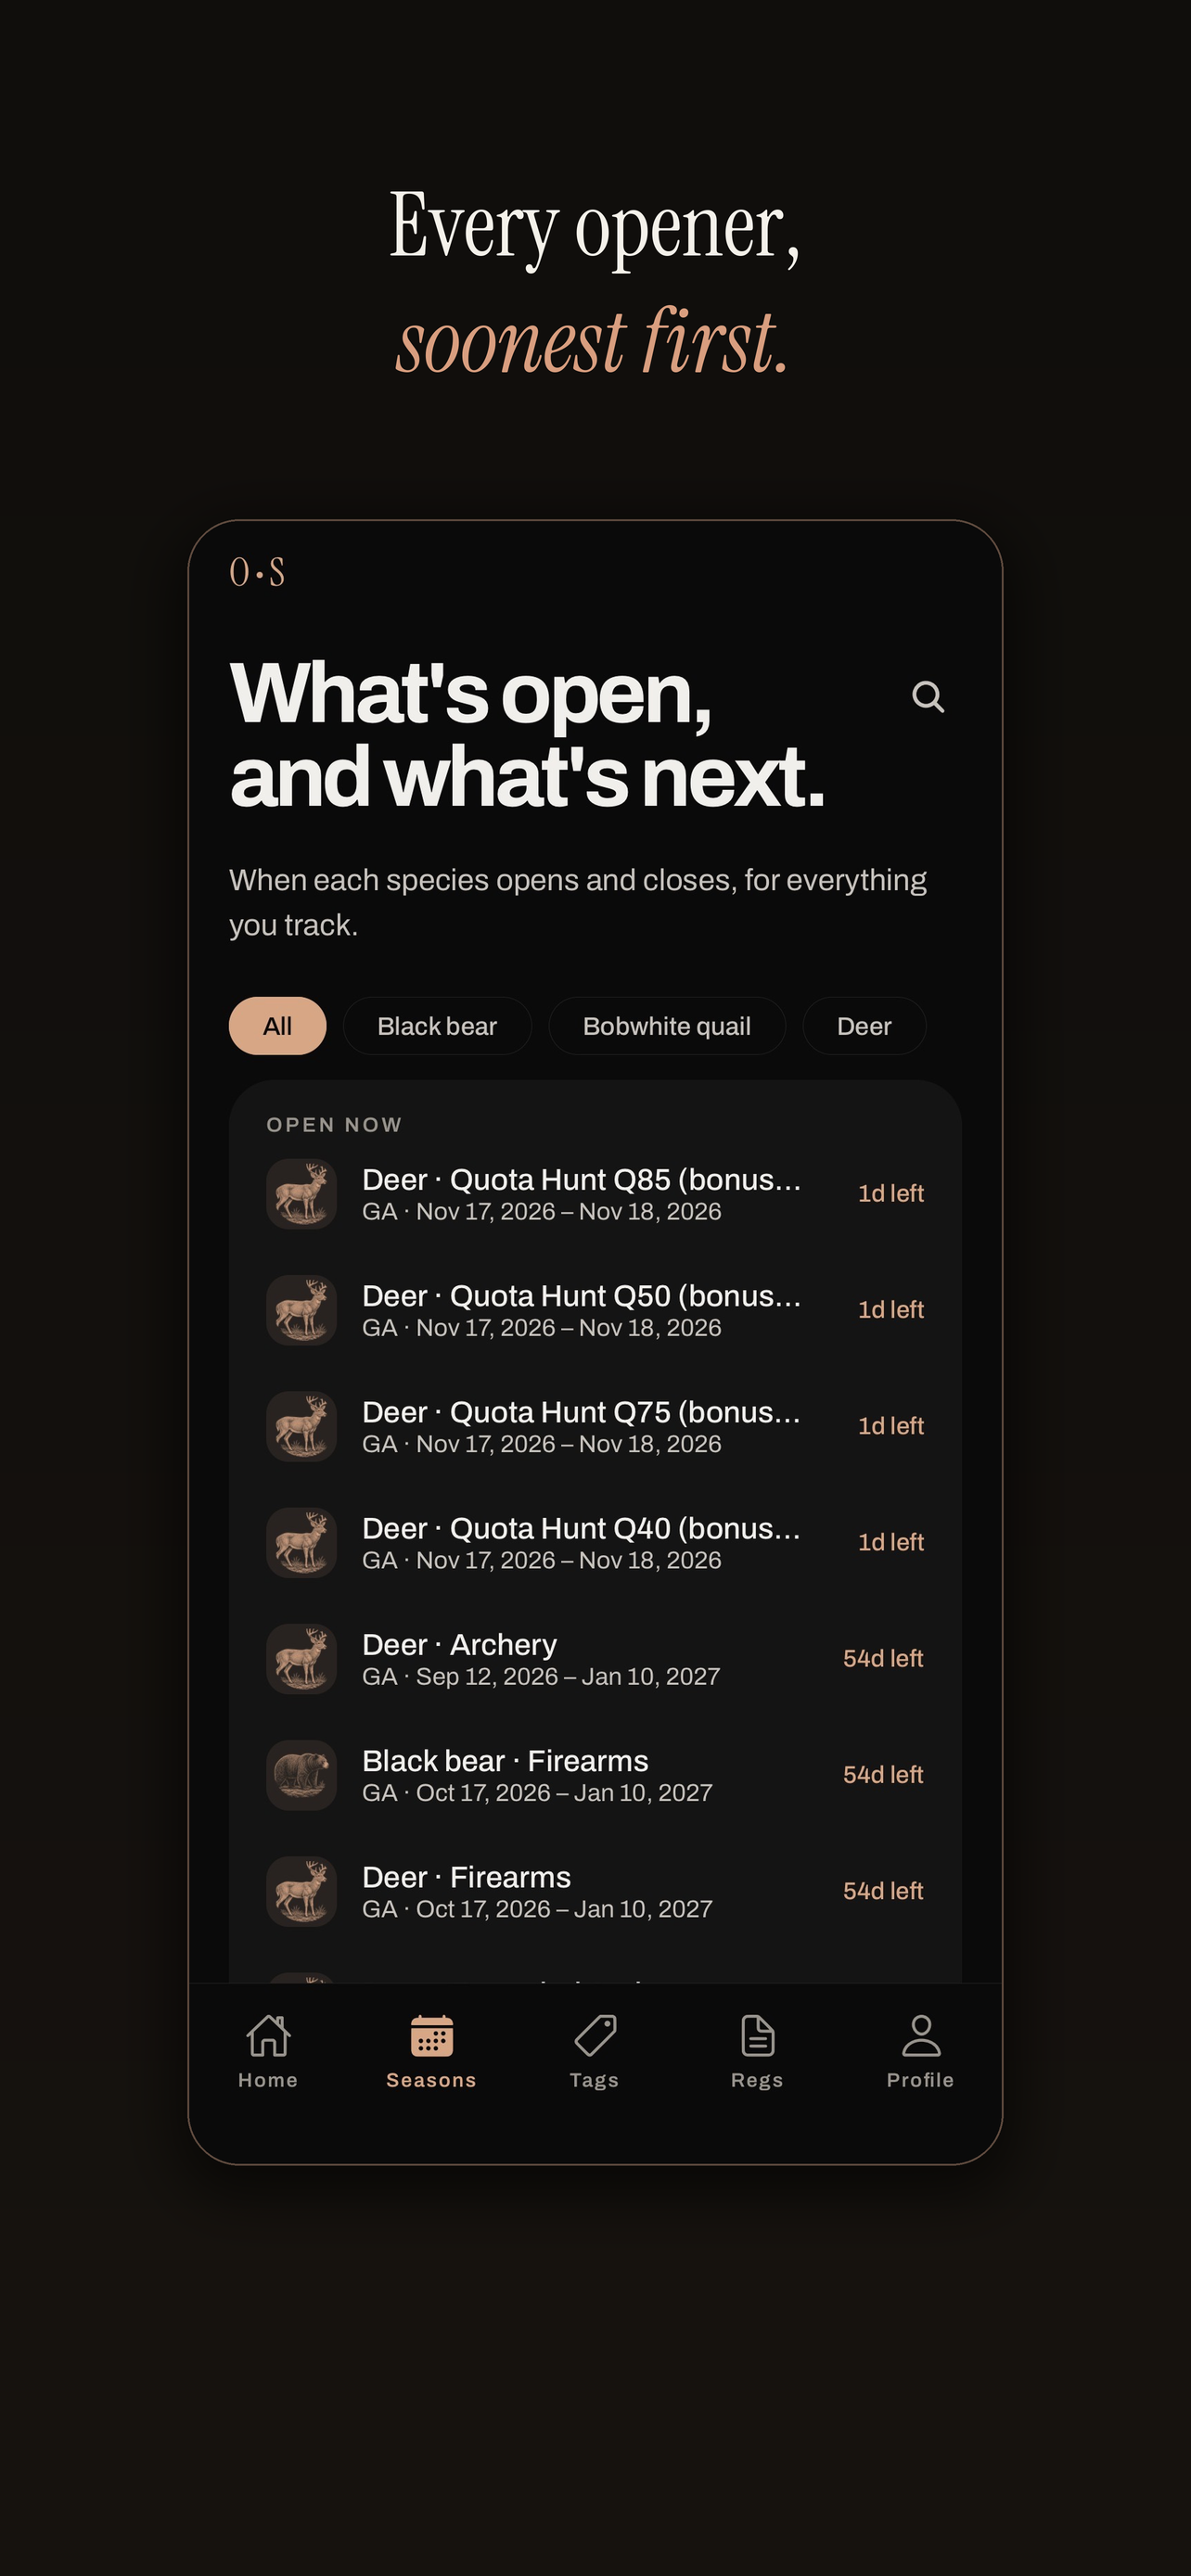 Every opener,
soonest first.
O·S
What's open,
and what's next.
When each species opens and closes, for everything
you track.
All
Black bear
Bobwhite quail
Deer
OPEN NOW
Deer · Quota Hunt Q85 (bonus...
1d left
GA · Nov 17, 2026 – Nov 18, 2026
Deer · Quota Hunt Q50 (bonus...
1d left
GA · Nov 17, 2026 – Nov 18, 2026
Deer · Quota Hunt Q75 (bonus...
1d left
GA · Nov 17, 2026 – Nov 18, 2026
Deer · Quota Hunt Q40 (bonus...
1d left
GA · Nov 17, 2026 – Nov 18, 2026
Deer · Archery
54d left
GA · Sep 12, 2026 – Jan 10, 2027
Black bear · Firearms
54d left
GA · Oct 17, 2026 – Jan 10, 2027
Deer · Firearms
54d left
GA · Oct 17, 2026 – Jan 10, 2027
Home
Seasons
Tags
Regs
Profile